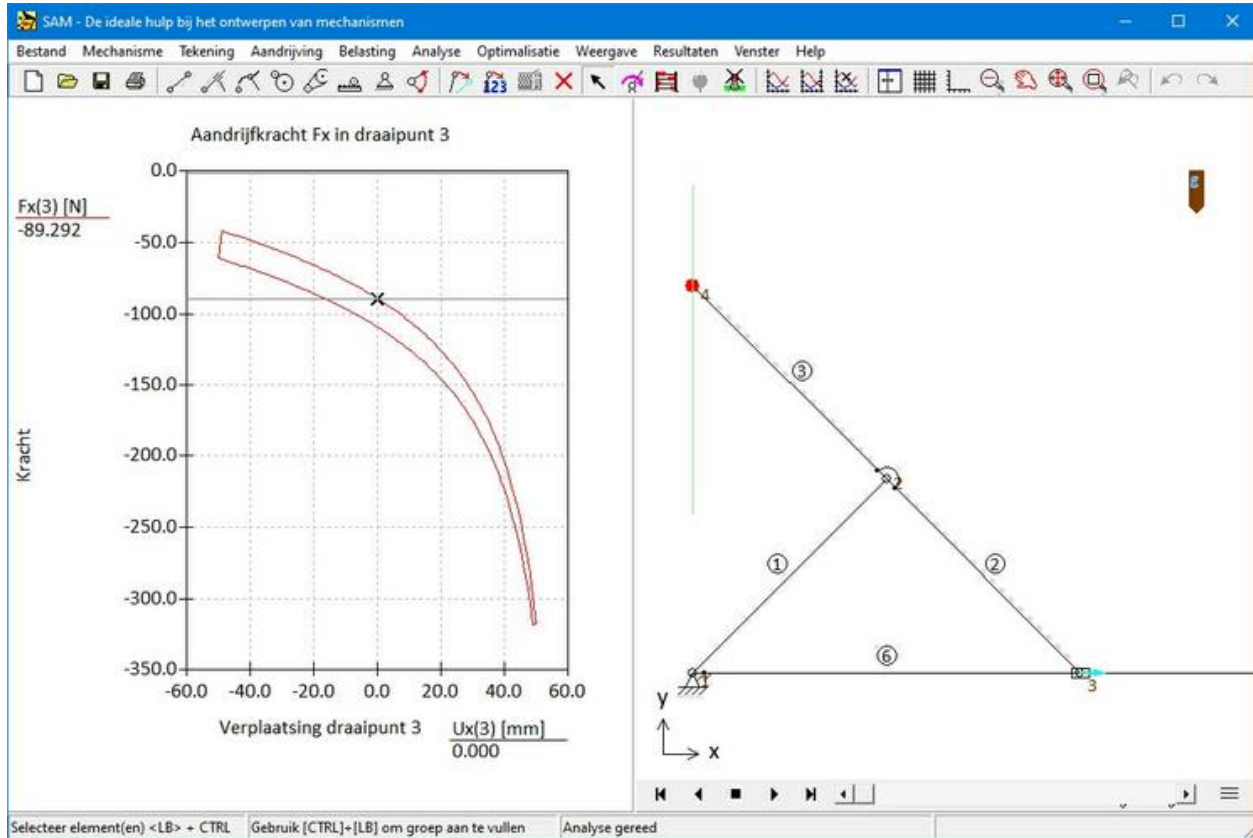 SAM - De ideale hulp bij het ontwerpen van mechanismen
Bestand Mechanisme Tekening Aandrijving Belasting Analyse Optimalisatie Weergave Resultaten Venster Help
123
Aandrijfkracht Fx in draaipunt 3
Fx(3) [N]
-89.292
0.0
-50.0
-100.0
-150.0
-200.0
-250.0
-300.0
-350.0
Kracht
-60.0 -40.0 -20.0 0.0 20.0 40.0 60.0
Verplaatsing draaipunt 3
Ux(3) [mm]
0.000
4
③
2
① ②
⑥
1
3
y
x
Selecteer element(en) <LB> + CTRL Gebruik [CTRL]+[LB] om groep aan te vullen Analyse gereed